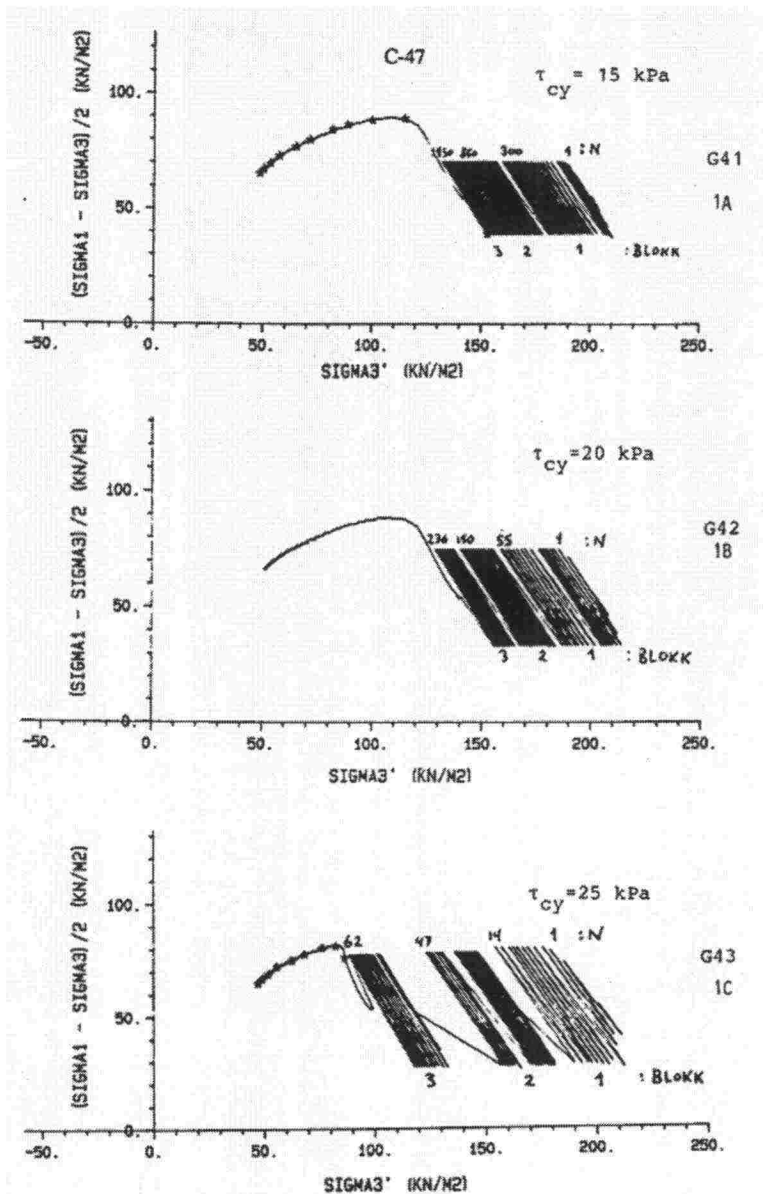 C-47
τcy = 15 kPa
(SIGMA1 - SIGMA3)/2 (KN/M2)
100.
50.
0.
1350 860 300 1 :N
3 2 1 :BLOKK
G41
1A
-50. 0. 50. 100. 150. 200. 250.
SIGMA3' (KN/M2)
τcy=20 kPa
(SIGMA1 - SIGMA3)/2 (KN/M2)
100.
50.
0.
236 150 55 1 :N
3 2 1 :BLOKK
G42
1B
-50. 0. 50. 100. 150. 200. 250.
SIGMA3' (KN/M2)
τcy=25 kPa
(SIGMA1 - SIGMA3)/2 (KN/M2)
100.
50.
0.
62 47 14 1 :N
3 2 1 :BLOKK
G43
1C
-50. 0. 50. 100. 150. 200. 250.
SIGMA3' (KN/M2)